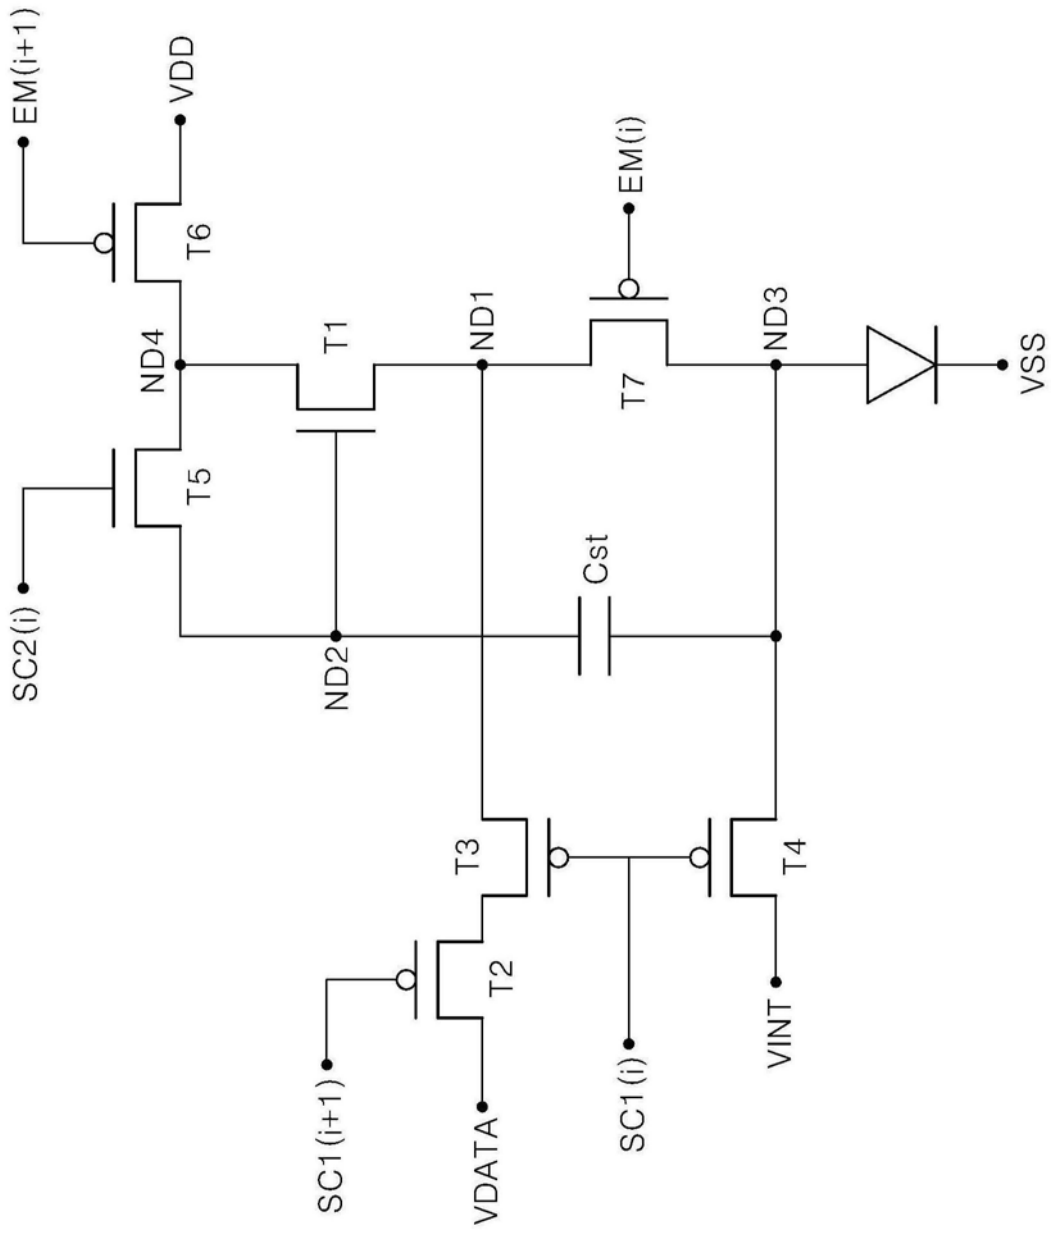 EM(i+1)
VDD
T6
ND4
T1
ND1
EM(i)
T7
ND3
VSS
SC2(i)
T5
ND2
Cst
T3
T4
T2
SC1(i+1)
VDATA
SC1(i)
VINT